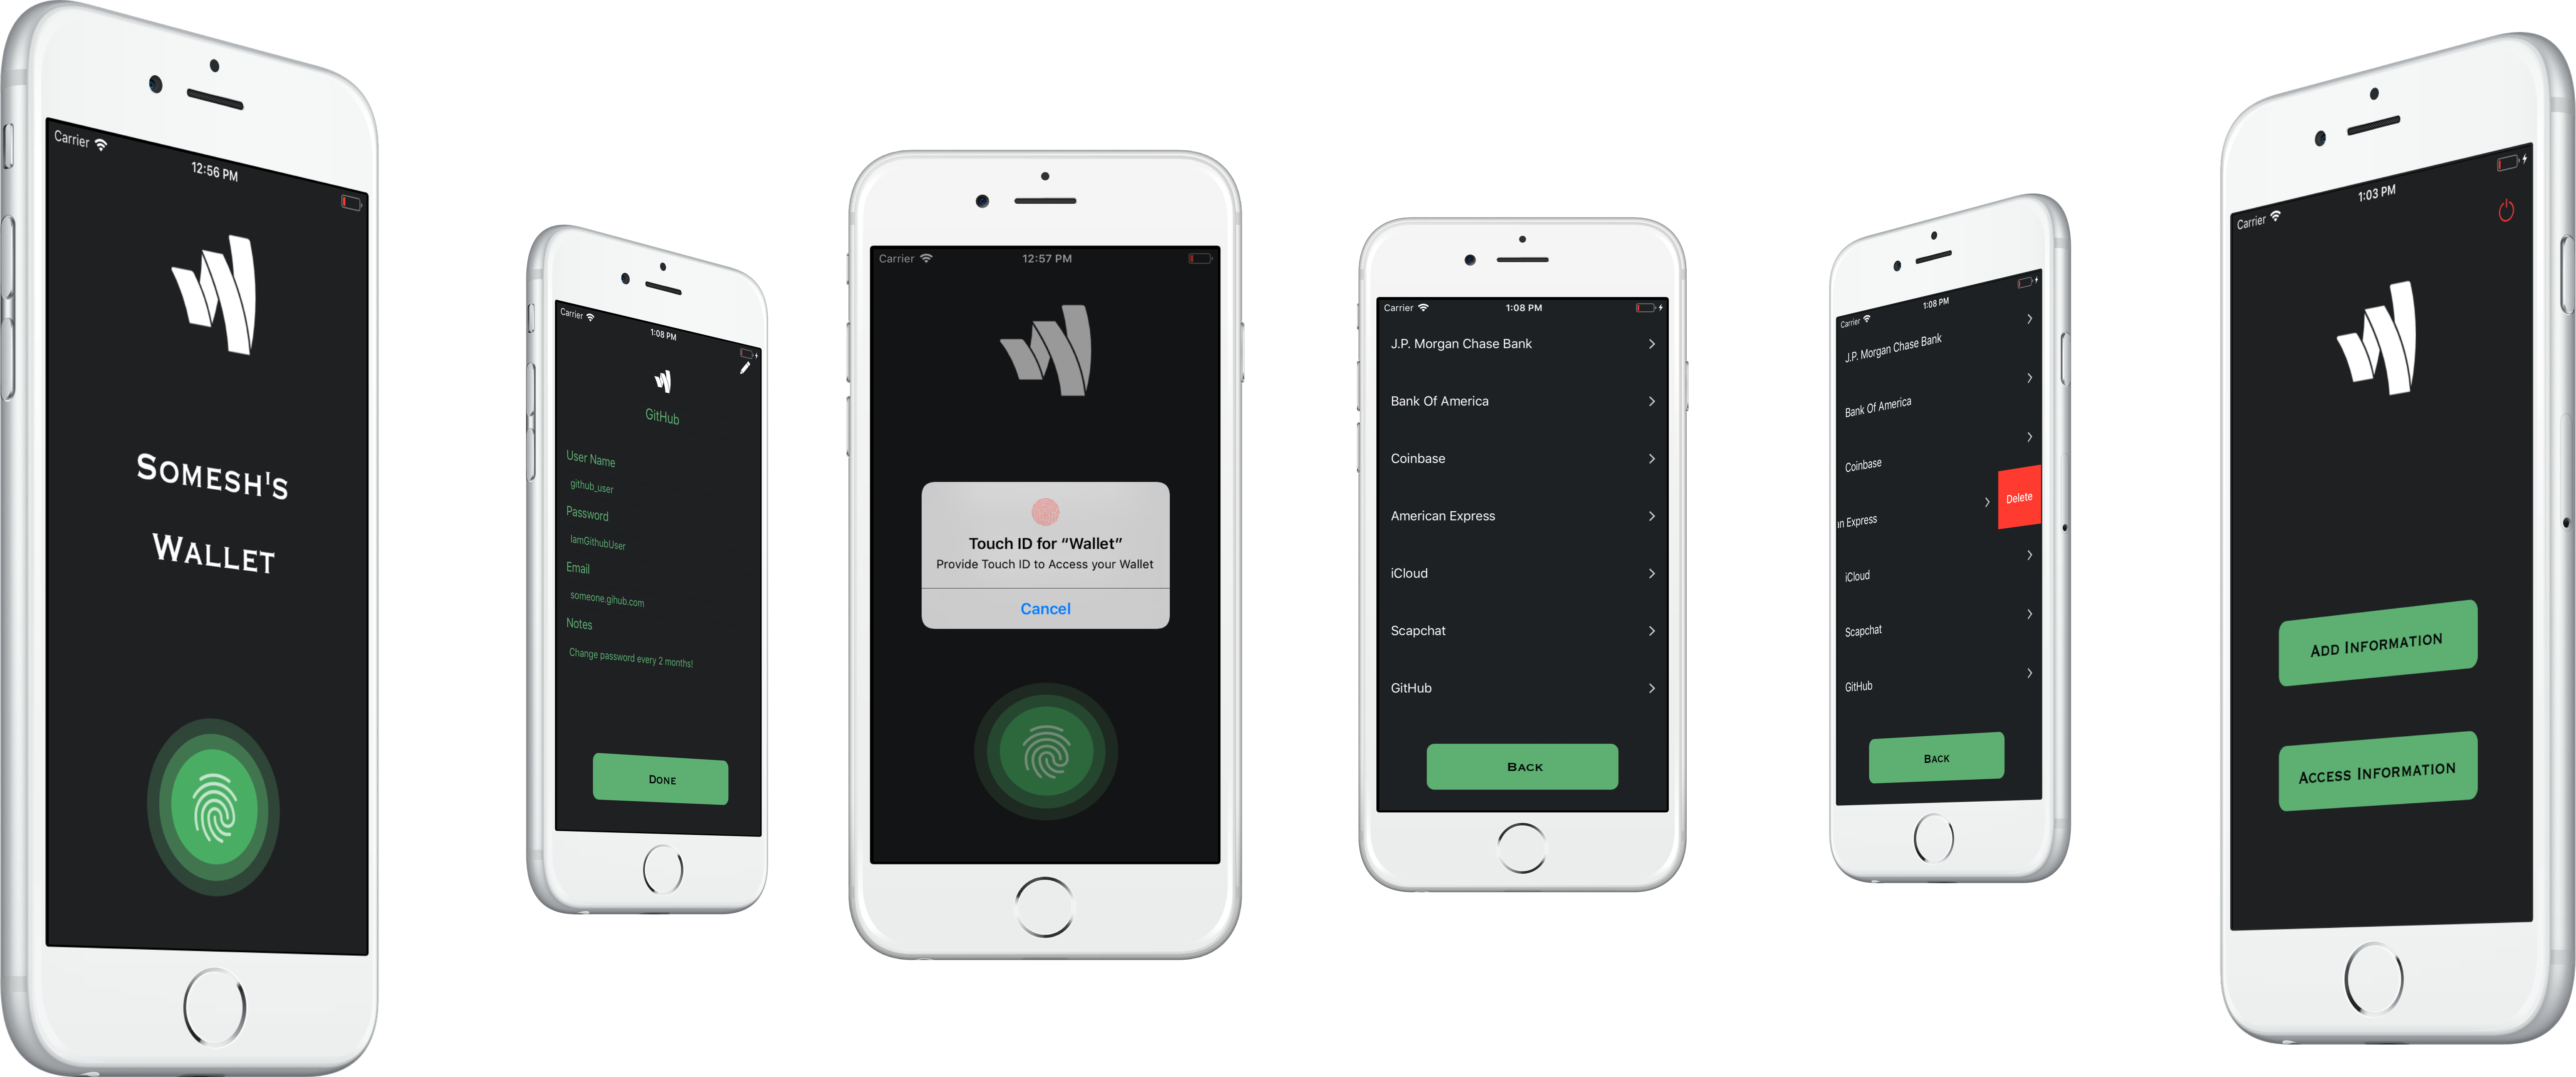 Carrier
12:56 PM
Somesh's
Wallet
Carrier
1:08 PM
GitHub
User Name
github_user
Password
IamGithubUser
Email
someone.gihub.com
Notes
Change password every 2 months!
Done
Carrier
12:57 PM
Touch ID for “Wallet”
Provide Touch ID to Access your Wallet
Cancel
Carrier
1:08 PM
J.P. Morgan Chase Bank
Bank Of America
Coinbase
American Express
iCloud
Scapchat
GitHub
Back
Carrier
1:08 PM
J.P. Morgan Chase Bank
Bank Of America
Coinbase
an Express
Delete
iCloud
Scapchat
GitHub
Back
Carrier
1:03 PM
Add Information
Access Information